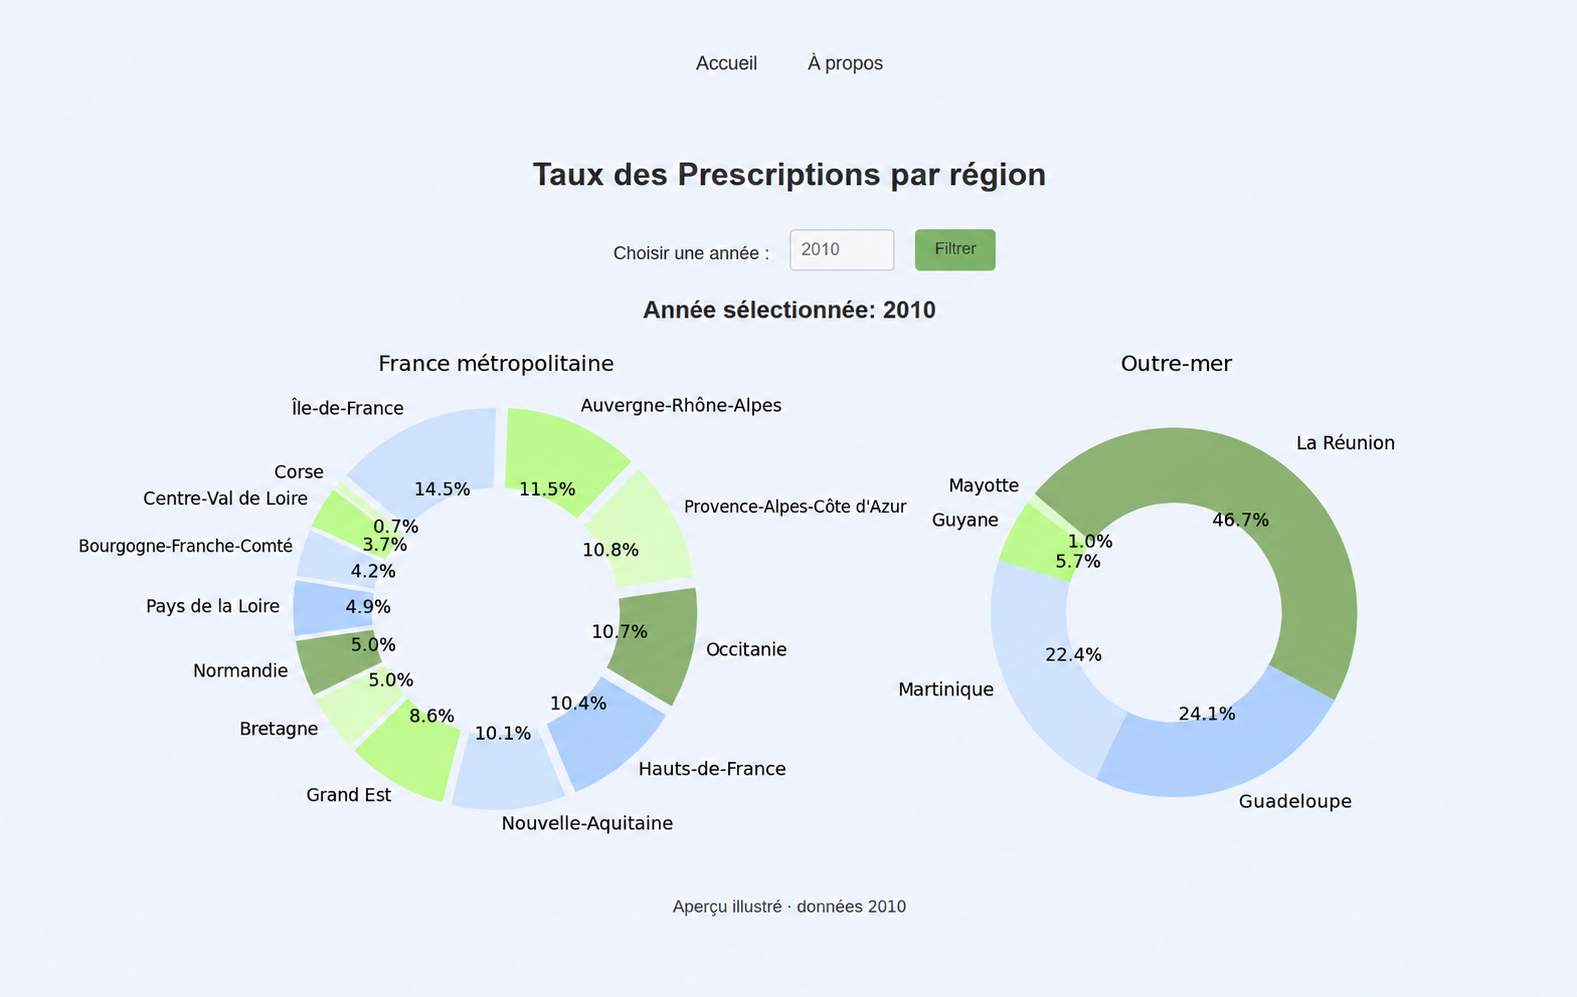 Accueil À propos
Taux des Prescriptions par région
Choisir une année : 2010 Filtrer
Année sélectionnée: 2010
France métropolitaine
Île-de-France
Auvergne-Rhône-Alpes
Corse
Centre-Val de Loire
Provence-Alpes-Côte d'Azur
Bourgogne-Franche-Comté
Pays de la Loire
Occitanie
Normandie
Bretagne
Hauts-de-France
Grand Est
Nouvelle-Aquitaine
14.5%
11.5%
0.7%
3.7%
10.8%
4.2%
4.9%
10.7%
5.0%
5.0%
10.4%
8.6%
10.1%
Outre-mer
La Réunion
Mayotte
Guyane
Martinique
Guadeloupe
46.7%
1.0%
5.7%
22.4%
24.1%
Aperçu illustré · données 2010